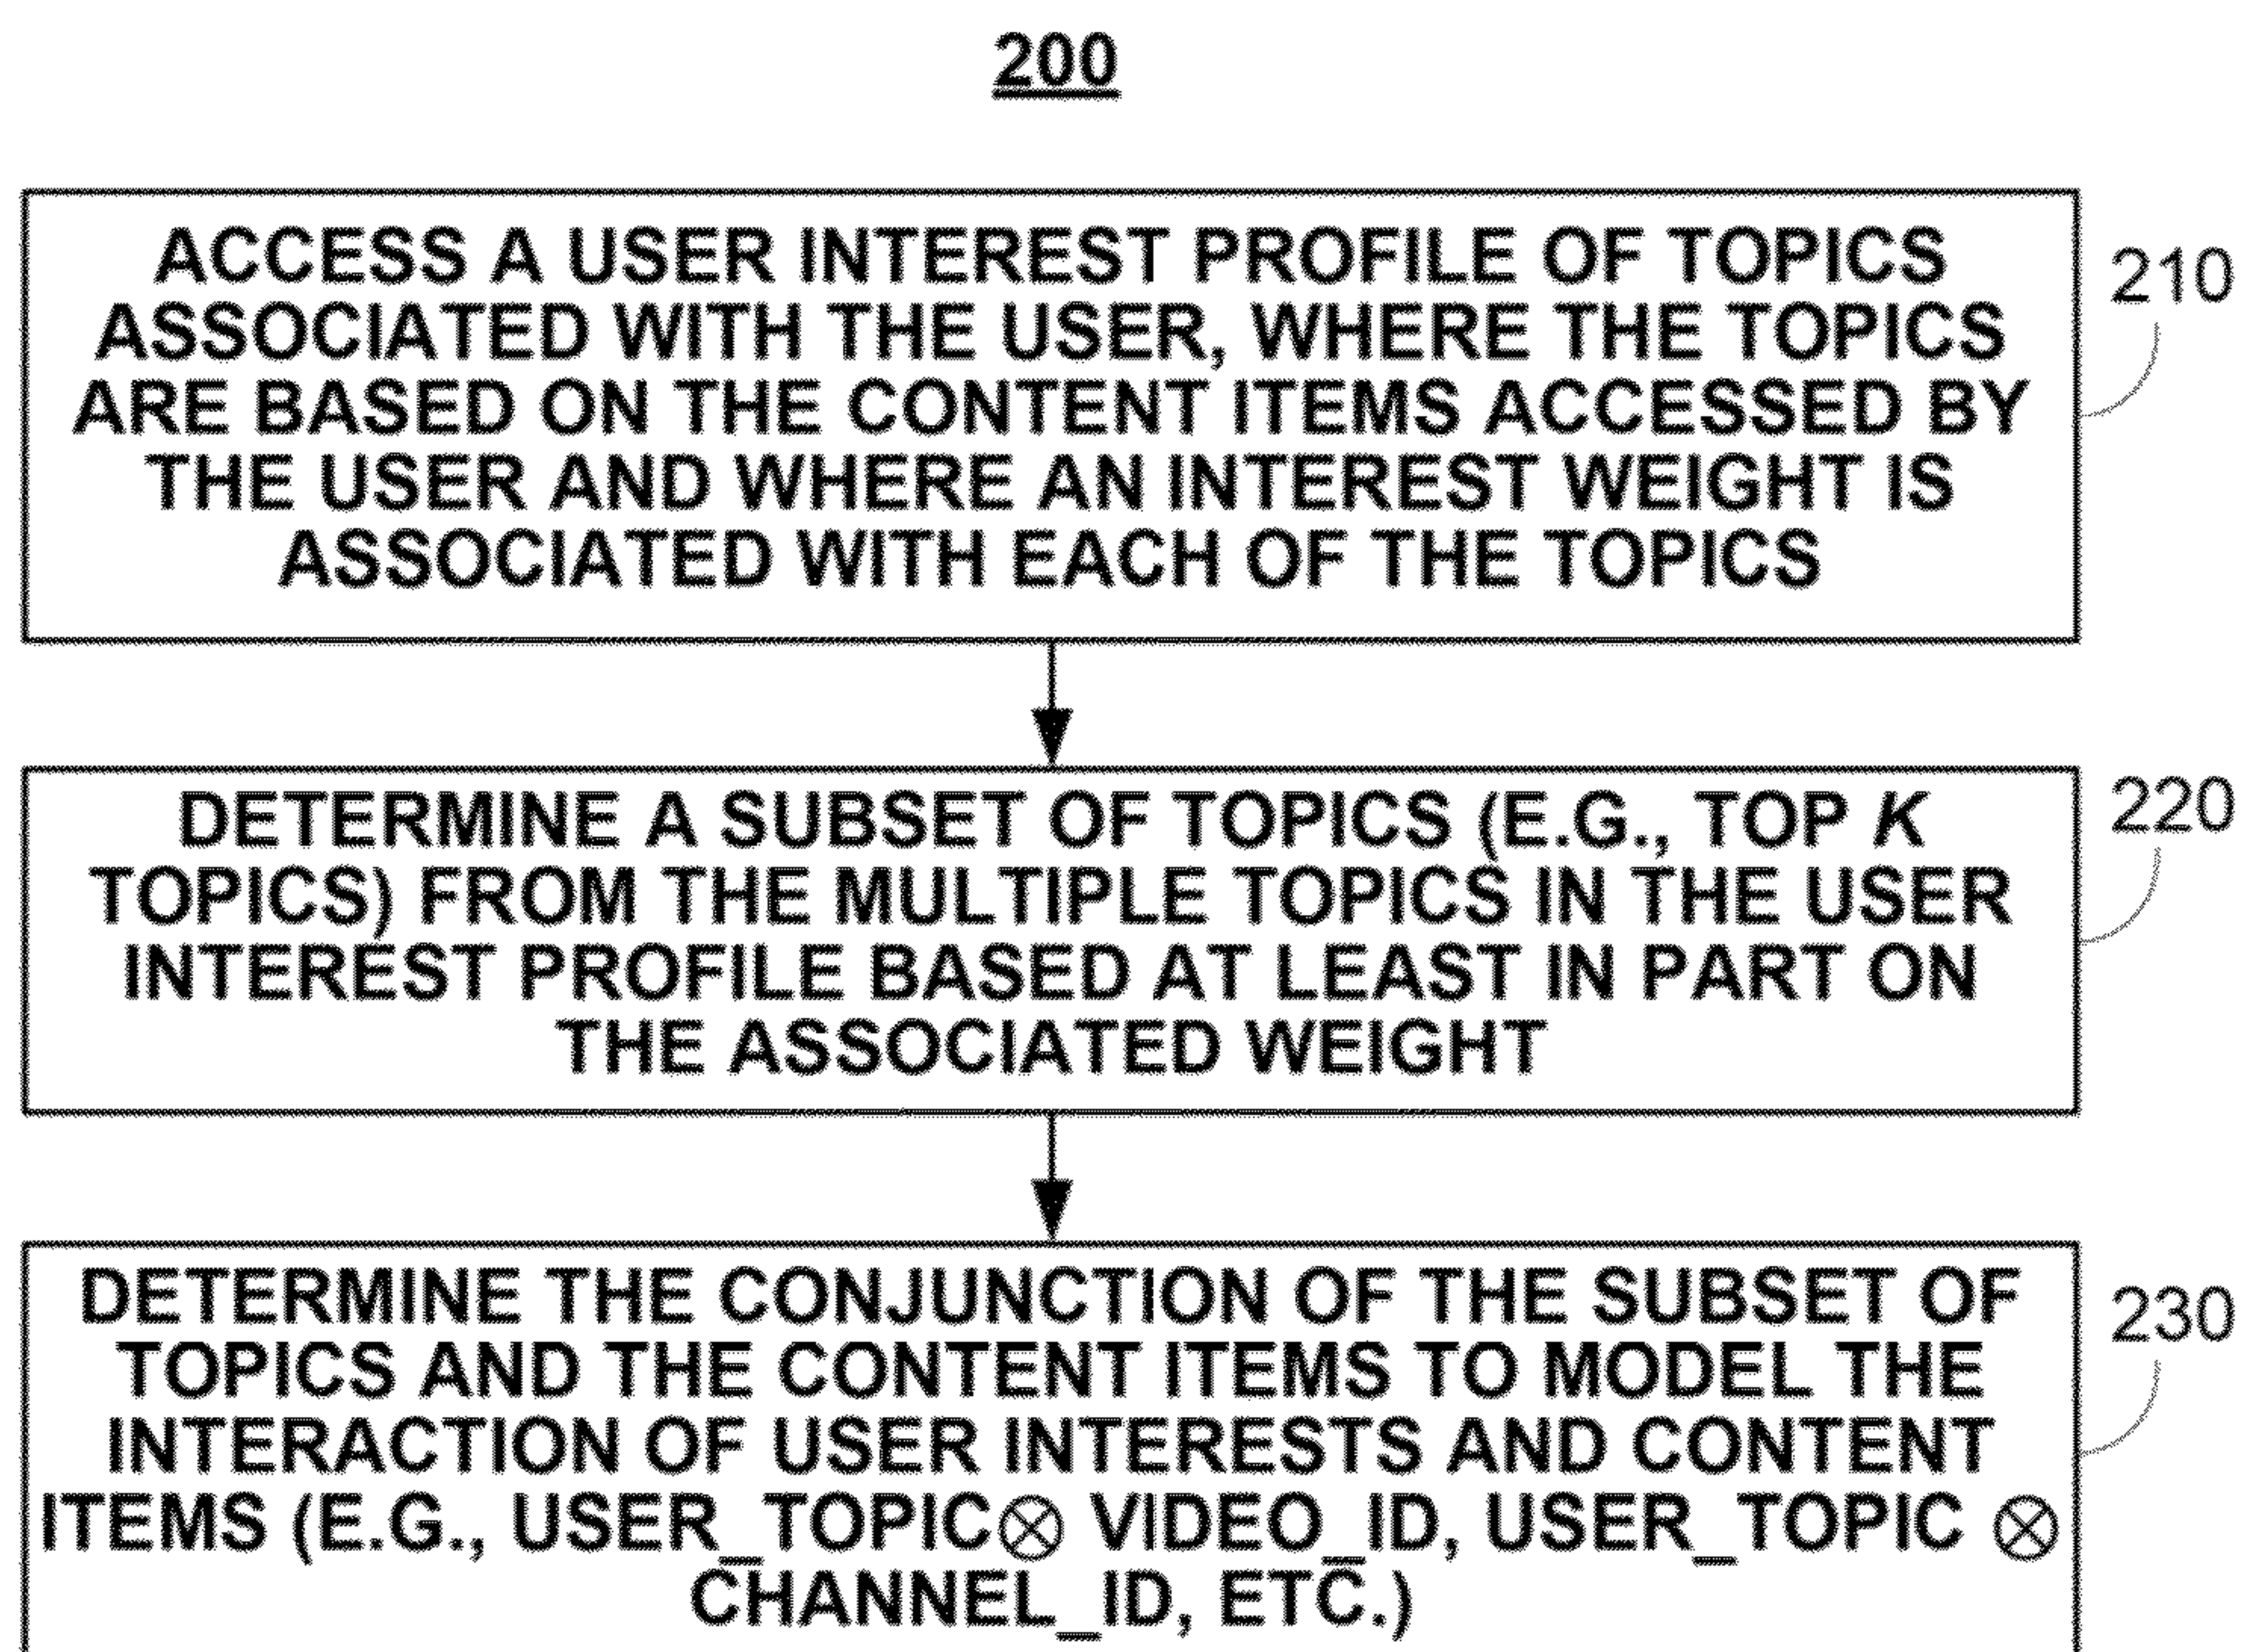 200
ACCESS A USER INTEREST PROFILE OF TOPICS
ASSOCIATED WITH THE USER, WHERE THE TOPICS
ARE BASED ON THE CONTENT ITEMS ACCESSED BY
THE USER AND WHERE AN INTEREST WEIGHT IS
ASSOCIATED WITH EACH OF THE TOPICS
210
DETERMINE A SUBSET OF TOPICS (E.G., TOP K
TOPICS) FROM THE MULTIPLE TOPICS IN THE USER
INTEREST PROFILE BASED AT LEAST IN PART ON
THE ASSOCIATED WEIGHT
220
DETERMINE THE CONJUNCTION OF THE SUBSET OF
TOPICS AND THE CONTENT ITEMS TO MODEL THE
INTERACTION OF USER INTERESTS AND CONTENT
ITEMS (E.G., USER_TOPIC⊗ VIDEO_ID, USER_TOPIC ⊗
CHANNEL_ID, ETC.)
230